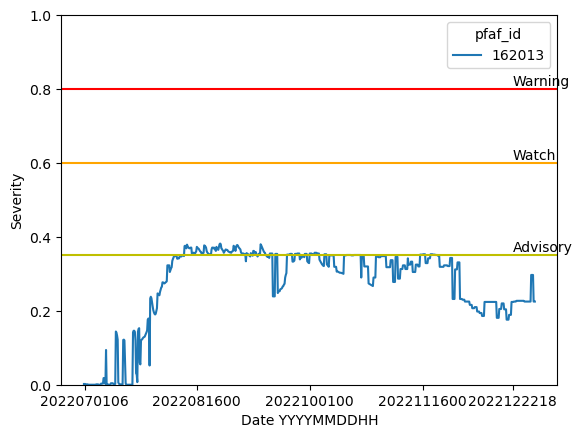 1.0
pfaf_id
162013
Warning
0.8
Watch
0.6
Severity
Advisory
0.4
0.2
0.0
2022070106 2022081600 2022100100 2022111600 2022122218
Date YYYYMMDDHH